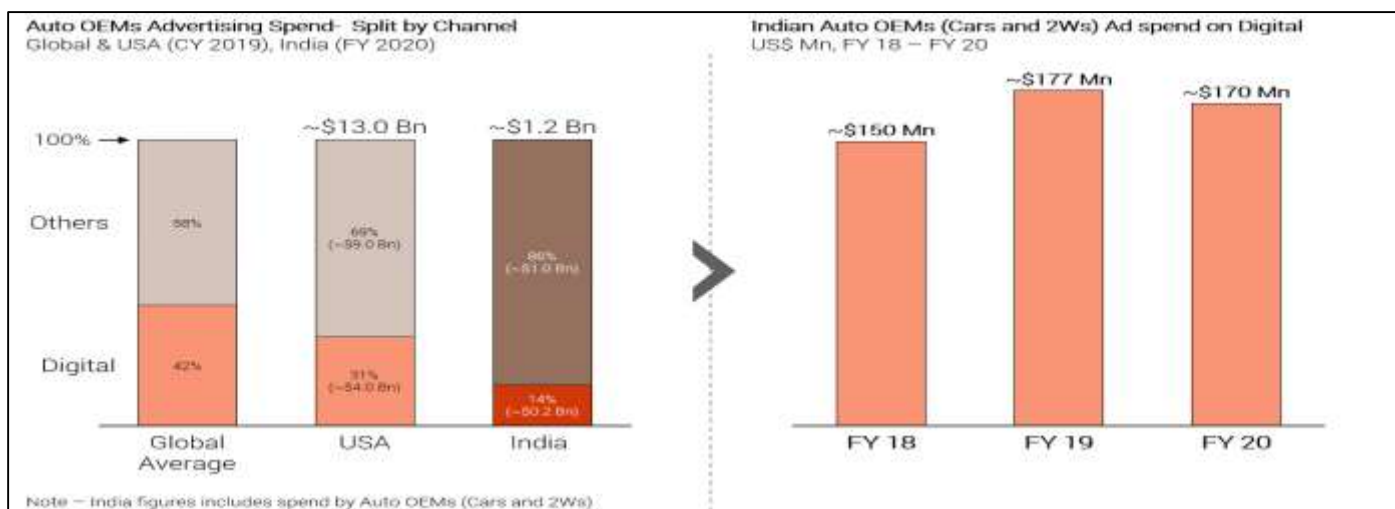 Auto OEMs Advertising Spend- Split by Channel
Global & USA (CY 2019), India (FY 2020)
~$13.0 Bn
~$1.2 Bn
100%
Others
58%
69%
(~$9.0 Bn)
86%
(~$1.0 Bn)
Digital
42%
31%
(~$4.0 Bn)
14%
(~$0.2 Bn)
Global
Average
USA
India
Note – India figures includes spend by Auto OEMs (Cars and 2Ws)
Indian Auto OEMs (Cars and 2Ws) Ad spend on Digital
US$ Mn, FY 18 – FY 20
~$150 Mn
~$177 Mn
~$170 Mn
FY 18
FY 19
FY 20